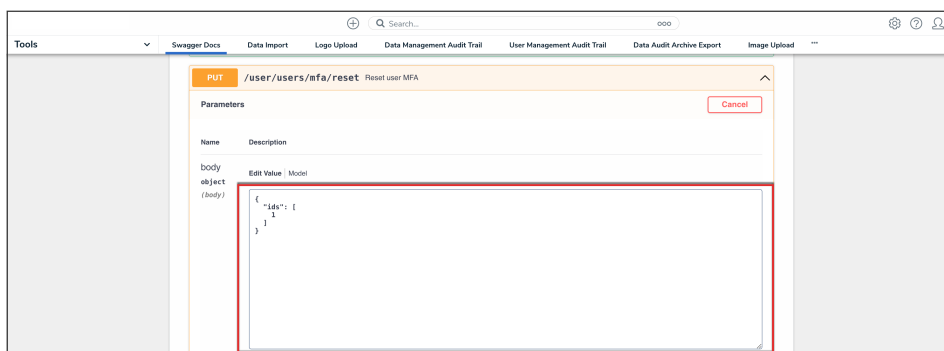 Search...
Tools
Swagger Docs Data Import Logo Upload Data Management Audit Trail User Management Audit Trail Data Audit Archive Export Image Upload ...
PUT /user/users/mfa/reset Reset user MFA
Parameters
Cancel
Name Description
body
object
(body)
Edit Value Model
{
"ids": [
1
]
}